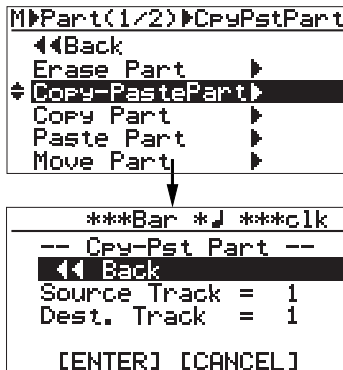 M▶Part(1/2)▶CpyPstPart
◀◀Back
Erase Part ▶
Copy-PastePart▶
Copy Part ▶
Paste Part ▶
Move Part ▶
***Bar *♩ ***clk
-- Cpy-Pst Part --
◀◀ Back
Source Track = 1
Dest. Track = 1
[ENTER] [CANCEL]